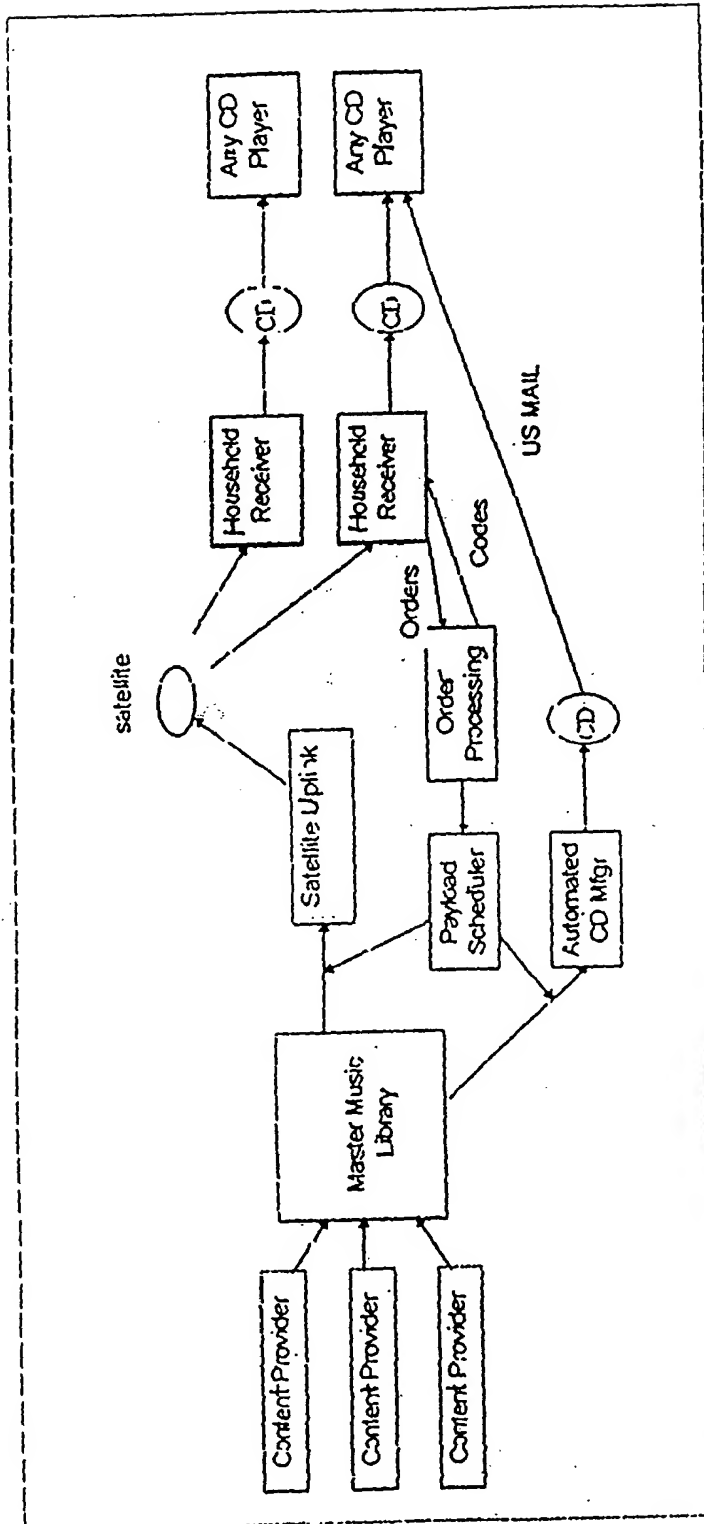 Content Provider
Content Provider
Content Provider
Master Music
Library
Satellite Uplink
satellite
Payload
Scheduler
Order
Processing
Orders
Codes
Automated
CD Mfgr
CD
US MAIL
Household
Receiver
Household
Receiver
CD
CD
Any CD
Player
Any CD
Player